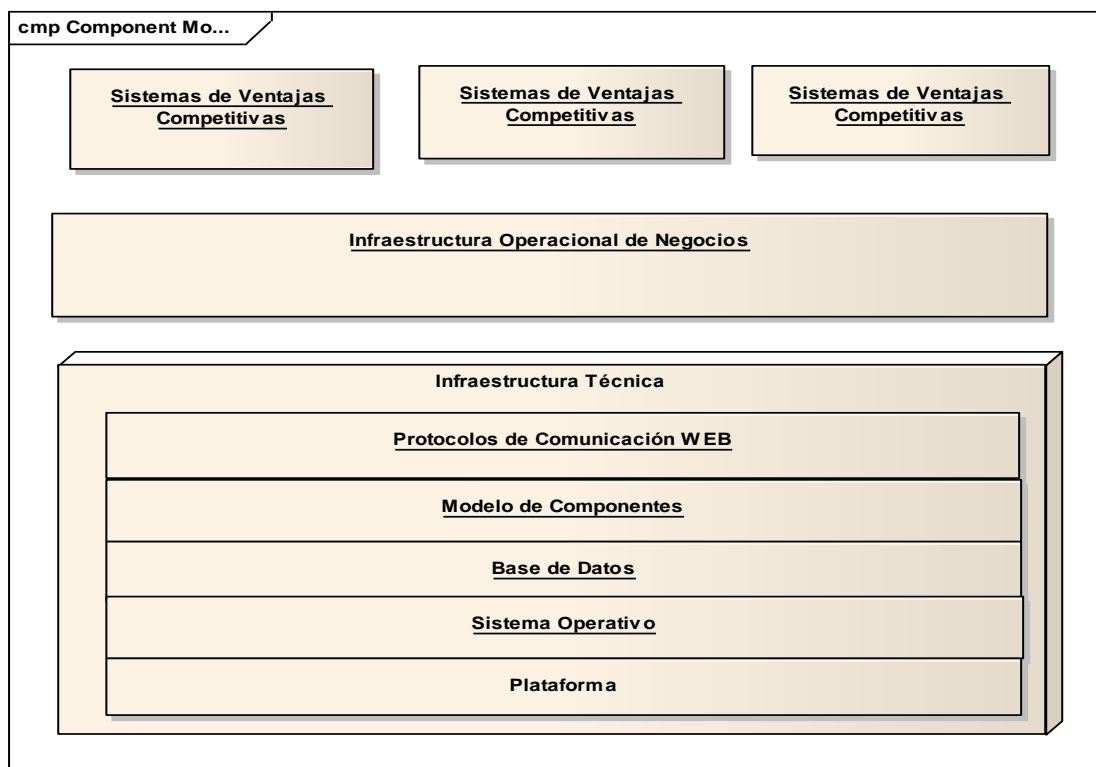 cmp Component Mo...
Sistemas de Ventajas
Competitivas
Sistemas de Ventajas
Competitivas
Sistemas de Ventajas
Competitivas
Infraestructura Operacional de Negocios
Infraestructura Técnica
Protocolos de Comunicación WEB
Modelo de Componentes
Base de Datos
Sistema Operativo
Plataforma